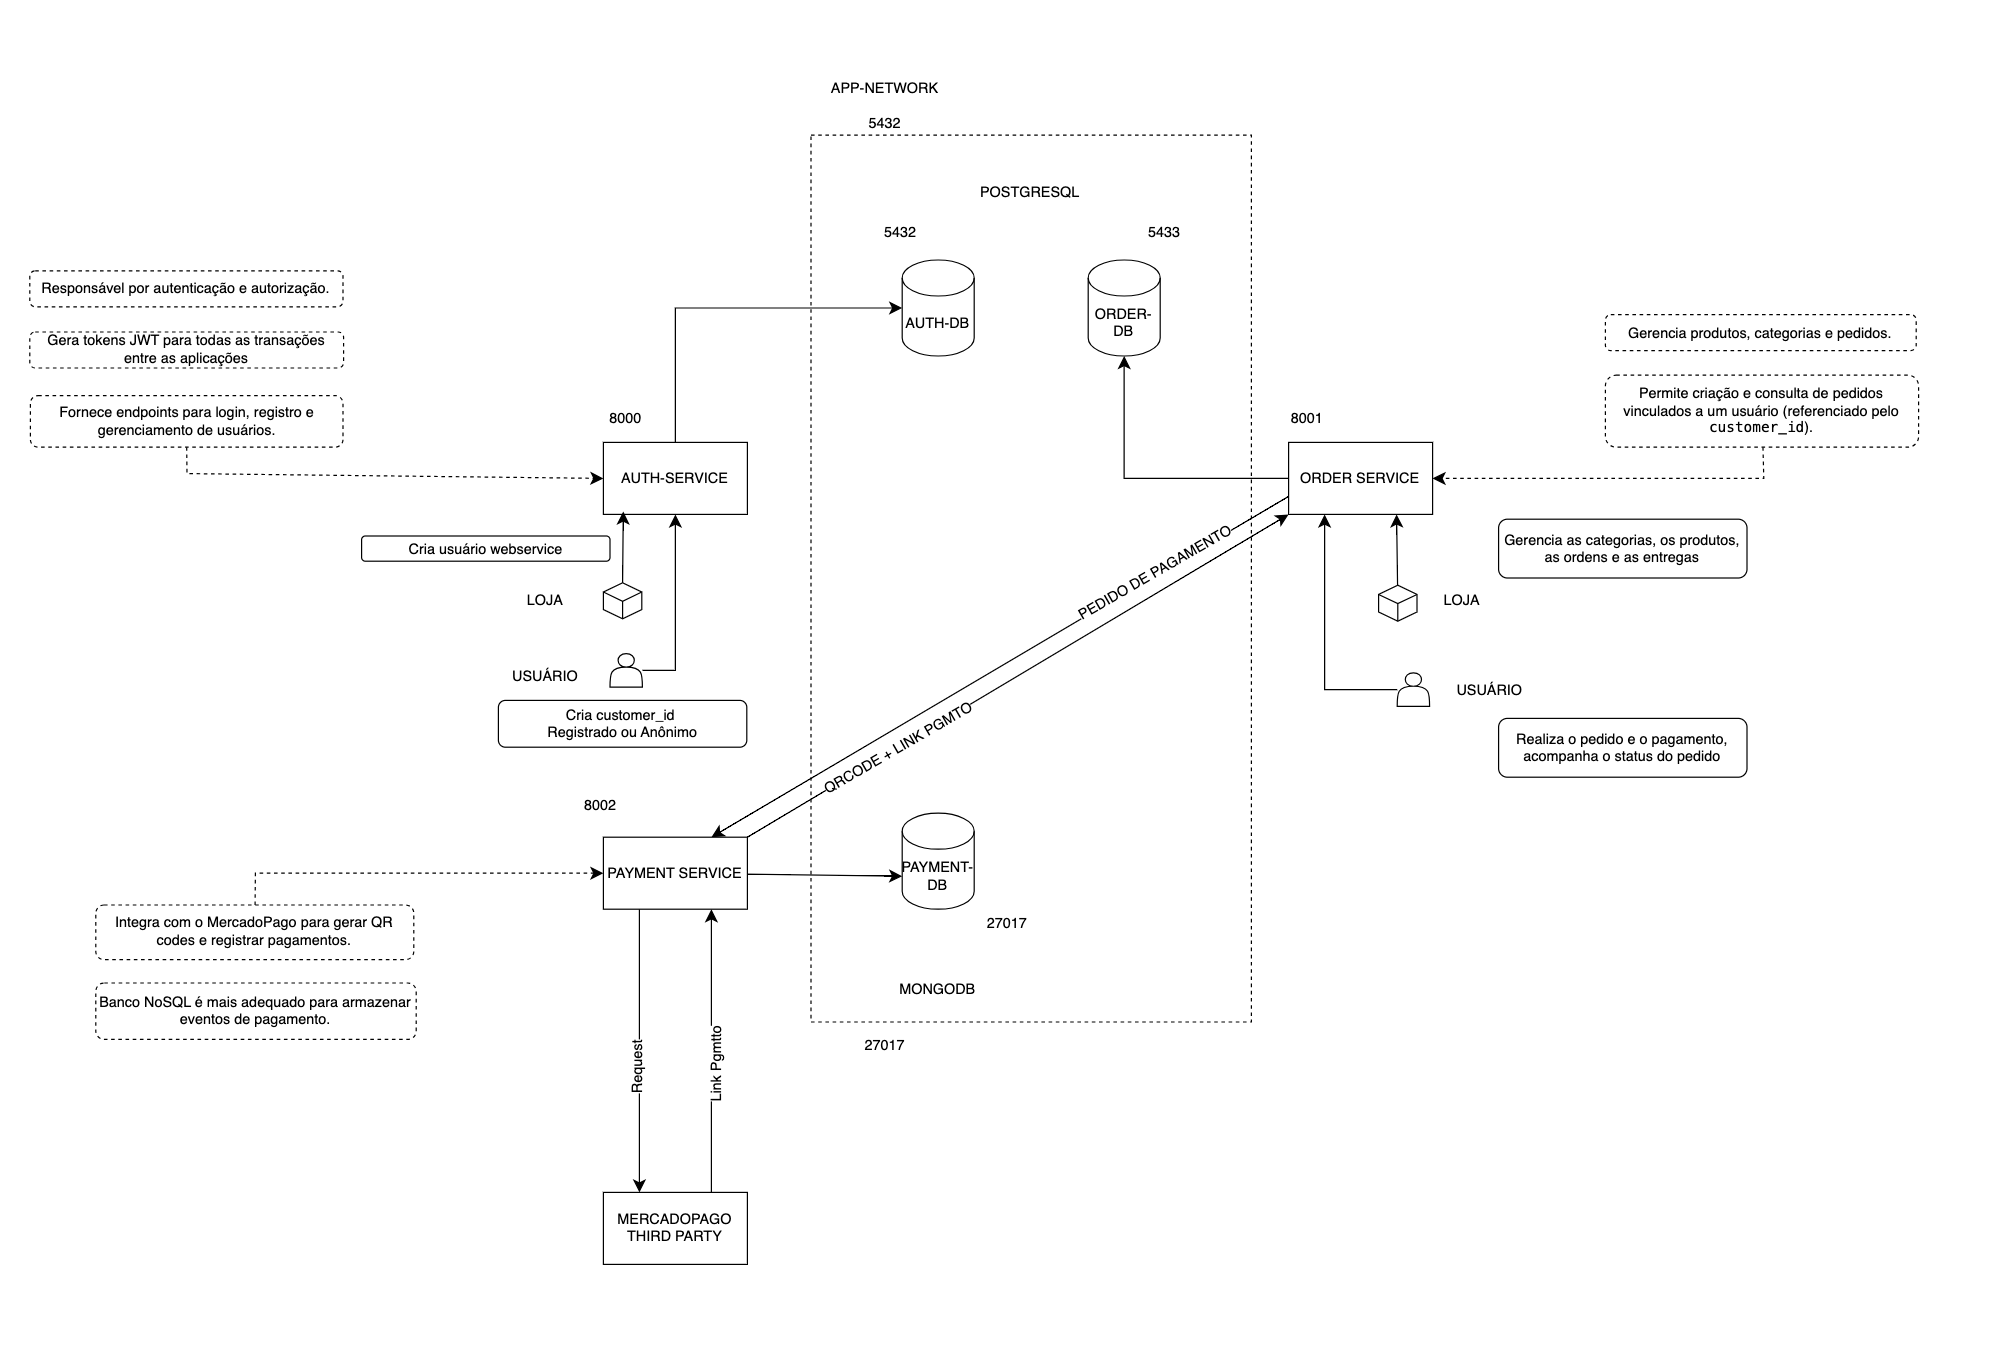 APP-NETWORK
5432
POSTGRESQL
5432
5433
AUTH-DB
ORDER-
DB
Responsável por autenticação e autorização.
Gera tokens JWT para todas as transações
entre as aplicações
Fornece endpoints para login, registro e
gerenciamento de usuários.
8000
AUTH-SERVICE
Cria usuário webservice
LOJA
USUÁRIO
Cria customer_id
Registrado ou Anônimo
Gerencia produtos, categorias e pedidos.
Permite criação e consulta de pedidos
vinculados a um usuário (referenciado pelo
customer_id).
8001
ORDER SERVICE
Gerencia as categorias, os produtos,
as ordens e as entregas
LOJA
USUÁRIO
Realiza o pedido e o pagamento,
acompanha o status do pedido
PEDIDO DE PAGAMENTO
QRCODE + LINK PGMTO
8002
PAYMENT SERVICE
PAYMENT-
DB
27017
MONGODB
27017
Integra com o MercadoPago para gerar QR
codes e registrar pagamentos.
Banco NoSQL é mais adequado para armazenar
eventos de pagamento.
Request
Link Pgmtto
MERCADOPAGO
THIRD PARTY